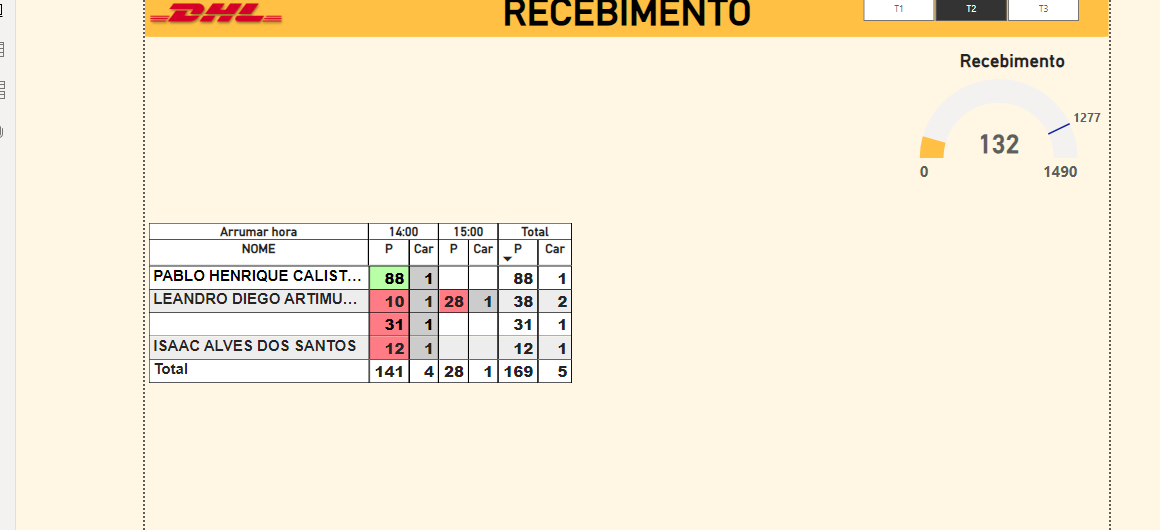 DHL
RECEBIMENTO
T1 T2 T3
Recebimento
1277
132
0 1490
Arrumar hora 14:00 15:00 Total
NOME P Car P Car P Car
PABLO HENRIQUE CALIST... 88 1 88 1
LEANDRO DIEGO ARTIMU... 10 1 28 1 38 2
31 1 31 1
ISAAC ALVES DOS SANTOS 12 1 12 1
Total 141 4 28 1 169 5